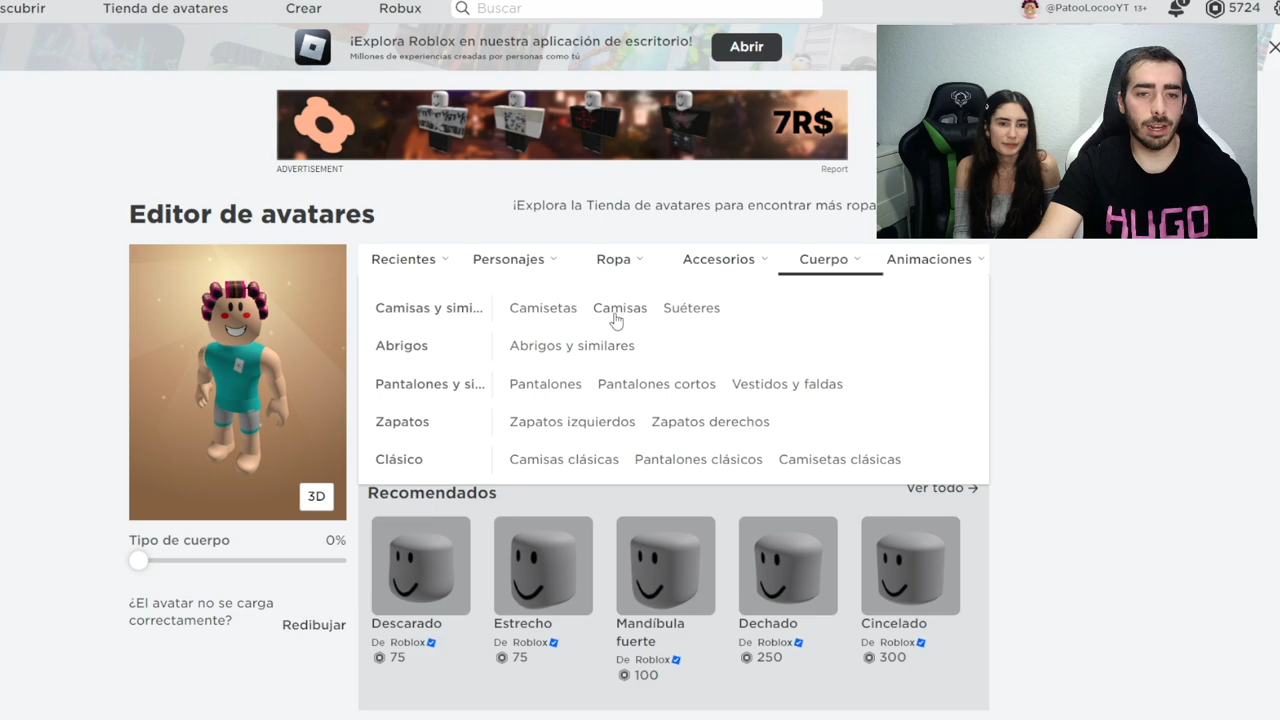 scubrir Tienda de avatares Crear Robux Buscar @PatooLocooYT 13+ 1 5724
¡Explora Roblox en nuestra aplicación de escritorio! Abrir
Millones de experiencias creadas por personas como tú
7R$
ADVERTISEMENT Report
HUGO
Editor de avatares
¡Explora la Tienda de avatares para encontrar más ropa
Recientes Personajes Ropa Accesorios Cuerpo Animaciones
Camisas y simi... Camisetas Camisas Suéteres
Abrigos Abrigos y similares
Pantalones y si... Pantalones Pantalones cortos Vestidos y faldas
Zapatos Zapatos izquierdos Zapatos derechos
Clásico Camisas clásicas Pantalones clásicos Camisetas clásicas
3D
Recomendados Ver todo →
Tipo de cuerpo 0%
¿El avatar no se carga
correctamente? Redibujar
Descarado Estrecho Mandíbula Dechado Cincelado
fuerte
De Roblox De Roblox De Roblox De Roblox De Roblox
75 75 100 250 300